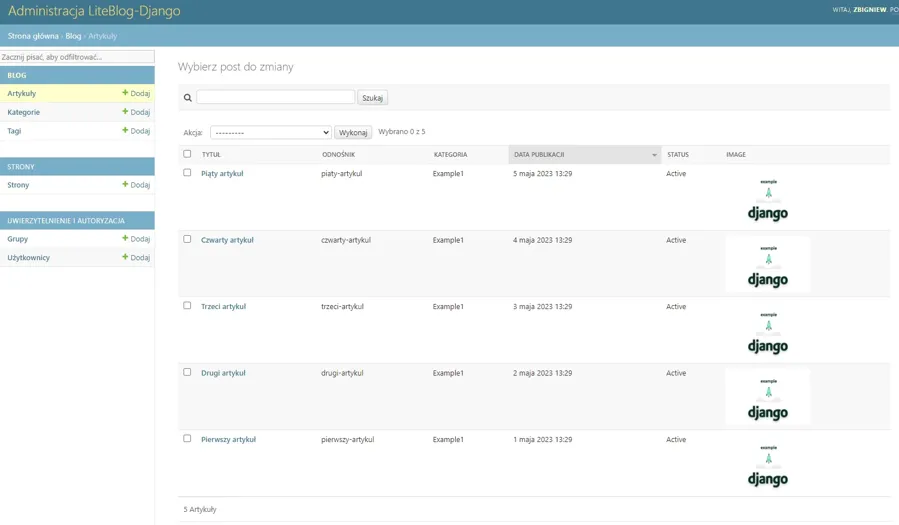 Administracja LiteBlog-Django
WITAJ, ZBIGNIEW. PO
Strona główna › Blog › Artykuły
Zacznij pisać, aby odfiltrować...
BLOG
Artykuły + Dodaj
Kategorie + Dodaj
Tagi + Dodaj
STRONY
Strony + Dodaj
UWIERZYTELNIENIE I AUTORYZACJA
Grupy + Dodaj
Użytkownicy + Dodaj
Wybierz post do zmiany
Szukaj
Akcja: --------- Wykonaj Wybrano 0 z 5
TYTUŁ ODNOŚNIK KATEGORIA DATA PUBLIKACJI STATUS IMAGE
Piąty artykuł piaty-artykul Example1 5 maja 2023 13:29 Active
example
django
Czwarty artykuł czwarty-artykul Example1 4 maja 2023 13:29 Active
example
django
Trzeci artykuł trzeci-artykul Example1 3 maja 2023 13:29 Active
example
django
Drugi artykuł drugi-artykul Example1 2 maja 2023 13:29 Active
example
django
Pierwszy artykuł pierwszy-artykul Example1 1 maja 2023 13:29 Active
example
django
5 Artykuły